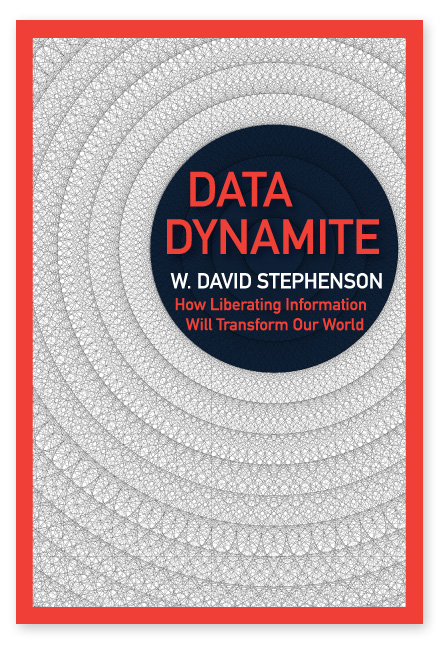 DATA
DYNAMITE
W. DAVID STEPHENSON
How Liberating Information
Will Transform Our World